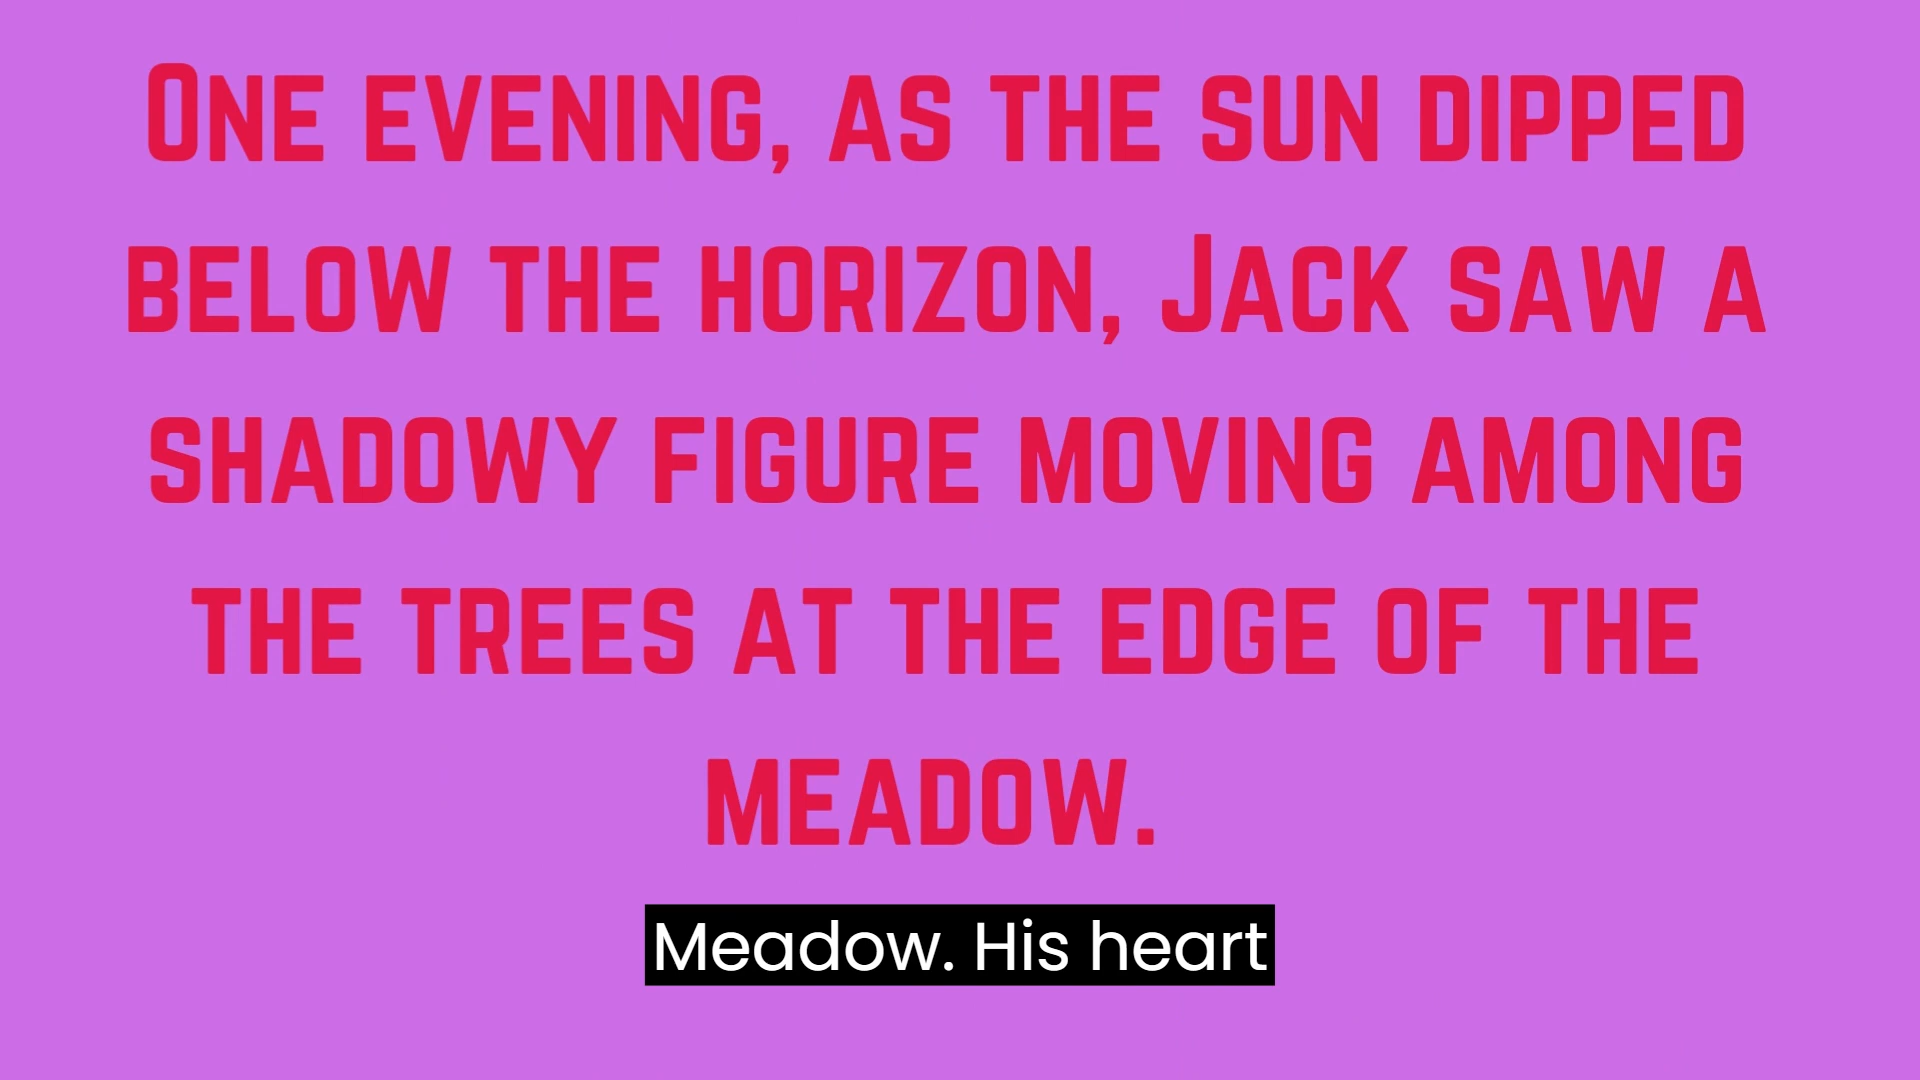 One evening, as the sun dipped
below the horizon, Jack saw a
shadowy figure moving among
the trees at the edge of the
meadow.
Meadow. His heart